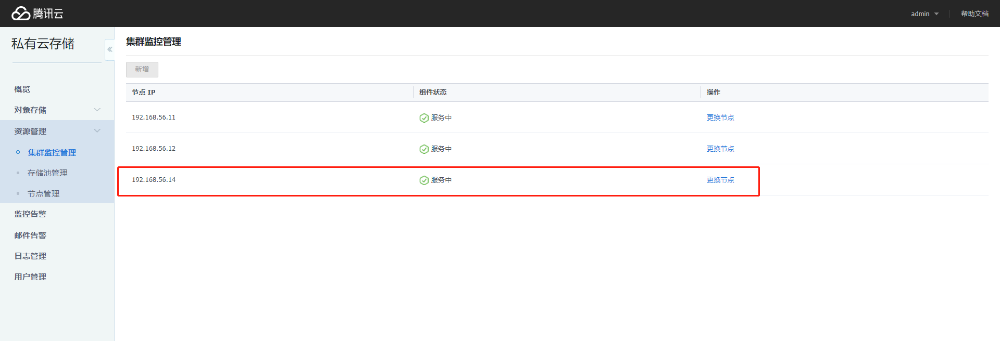 腾讯云
admin
帮助文档
私有云存储
概览
对象存储
资源管理
集群监控管理
存储池管理
节点管理
监控告警
邮件告警
日志管理
用户管理
集群监控管理
新增
节点 IP 组件状态 操作
192.168.56.11 服务中 更换节点
192.168.56.12 服务中 更换节点
192.168.56.14 服务中 更换节点